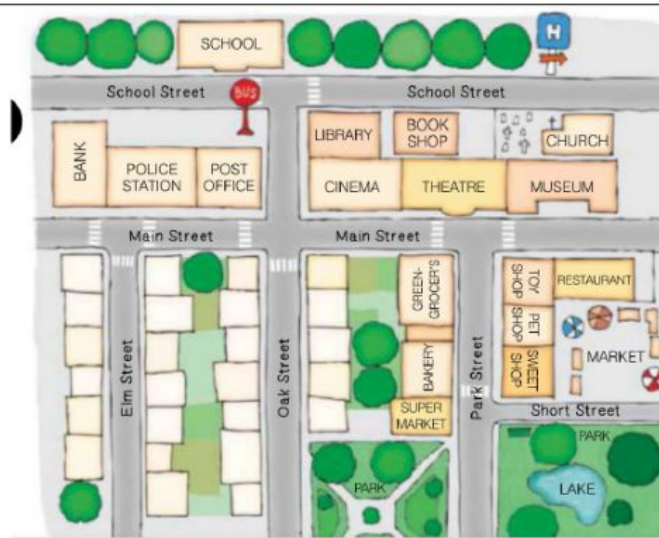 H
SCHOOL
School Street
BUS
School Street
BANK
POLICE
STATION
POST
OFFICE
LIBRARY
BOOK
SHOP
CHURCH
CINEMA
THEATRE
MUSEUM
Main Street
Main Street
GREEN-
GROCER'S
BAKERY
SUPER
MARKET
TOY
SHOP
PET
SHOP
SWEET
SHOP
RESTAURANT
MARKET
Elm Street
Oak Street
Park Street
Short Street
PARK
PARK
LAKE